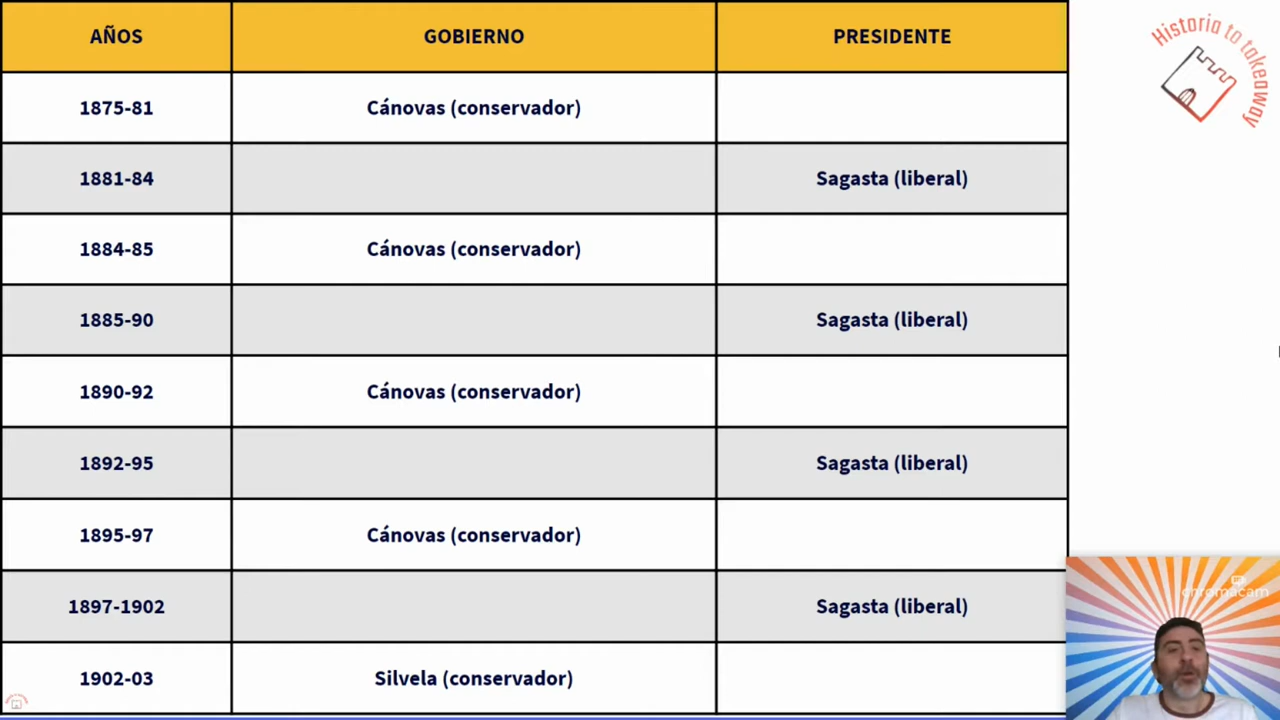 AÑOS GOBIERNO PRESIDENTE
1875-81 Cánovas (conservador)
1881-84 Sagasta (liberal)
1884-85 Cánovas (conservador)
1885-90 Sagasta (liberal)
1890-92 Cánovas (conservador)
1892-95 Sagasta (liberal)
1895-97 Cánovas (conservador)
1897-1902 Sagasta (liberal)
1902-03 Silvela (conservador)
Historia to takeaway
chromacam